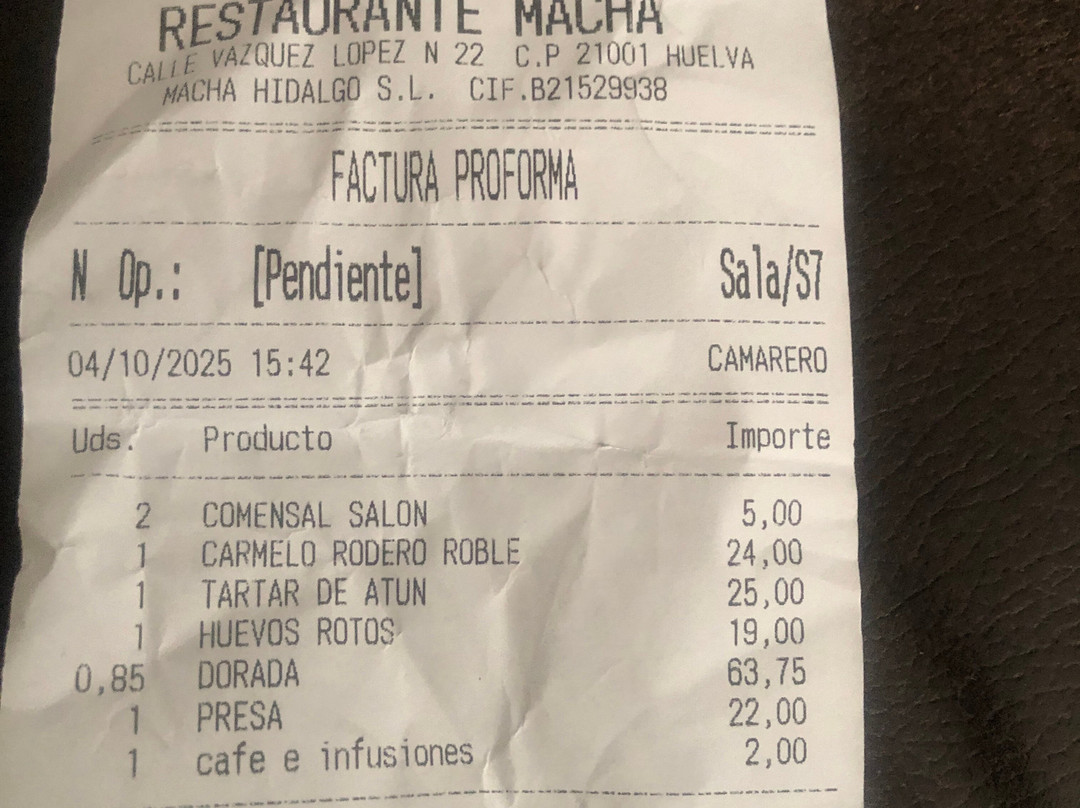 RESTAURANTE MACHA
CALLE VAZQUEZ LOPEZ N 22 C.P 21001 HUELVA
MACHA HIDALGO S.L. CIF.B21529938
FACTURA PROFORMA
N Op.: [Pendiente] Sala/S7
04/10/2025 15:42 CAMARERO
Uds. Producto Importe
2 COMENSAL SALON 5,00
1 CARMELO RODERO ROBLE 24,00
1 TARTAR DE ATUN 25,00
1 HUEVOS ROTOS 19,00
0,85 DORADA 63,75
1 PRESA 22,00
1 cafe e infusiones 2,00